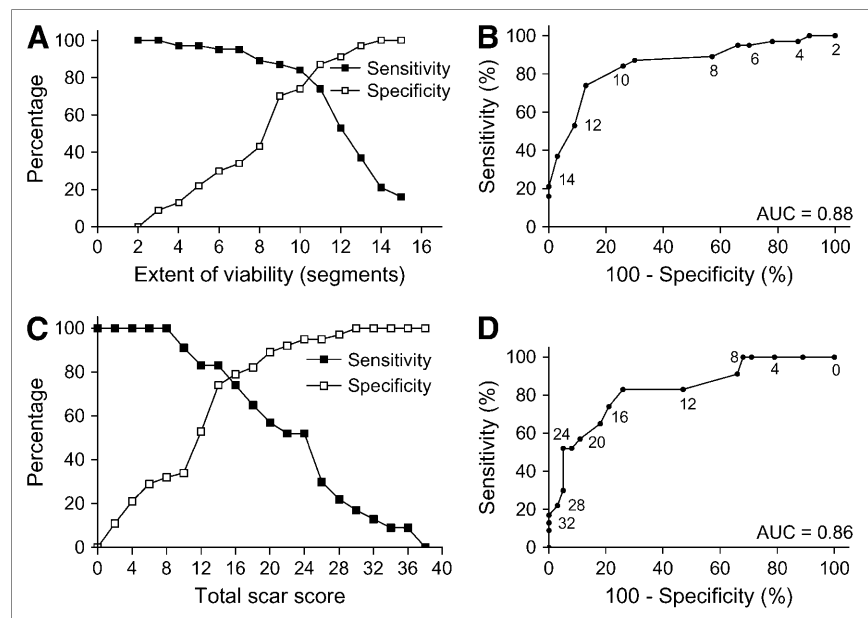 A
100
80
60
40
20
0
Percentage
Sensitivity
Specificity
0 2 4 6 8 10 12 14 16
Extent of viability (segments)
B
100
80
60
40
20
0
Sensitivity (%)
14
12
10
8
6
4
2
AUC = 0.88
0 20 40 60 80 100
100 - Specificity (%)
C
100
80
60
40
20
0
Percentage
Sensitivity
Specificity
0 4 8 12 16 20 24 28 32 36 40
Total scar score
D
100
80
60
40
20
0
Sensitivity (%)
8
4
0
12
16
20
24
28
32
AUC = 0.86
0 20 40 60 80 100
100 - Specificity (%)